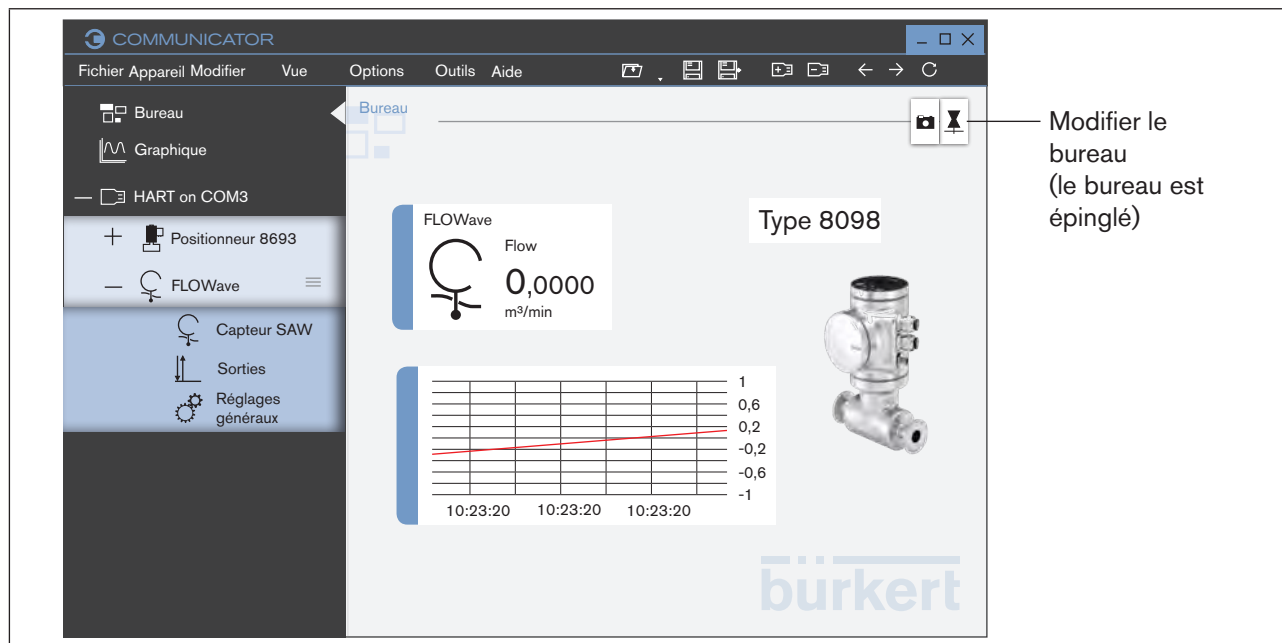 COMMUNICATOR
Fichier Appareil Modifier Vue Options Outils Aide
Bureau
Graphique
HART on COM3
Positionneur 8693
FLOWave
Capteur SAW
Sorties
Réglages
généraux
Bureau
FLOWave
Flow
0,0000
m³/min
Type 8098
1
0,6
0,2
-0,2
-0,6
-1
10:23:20 10:23:20 10:23:20
bürkert
Modifier le
bureau
(le bureau est
épinglé)